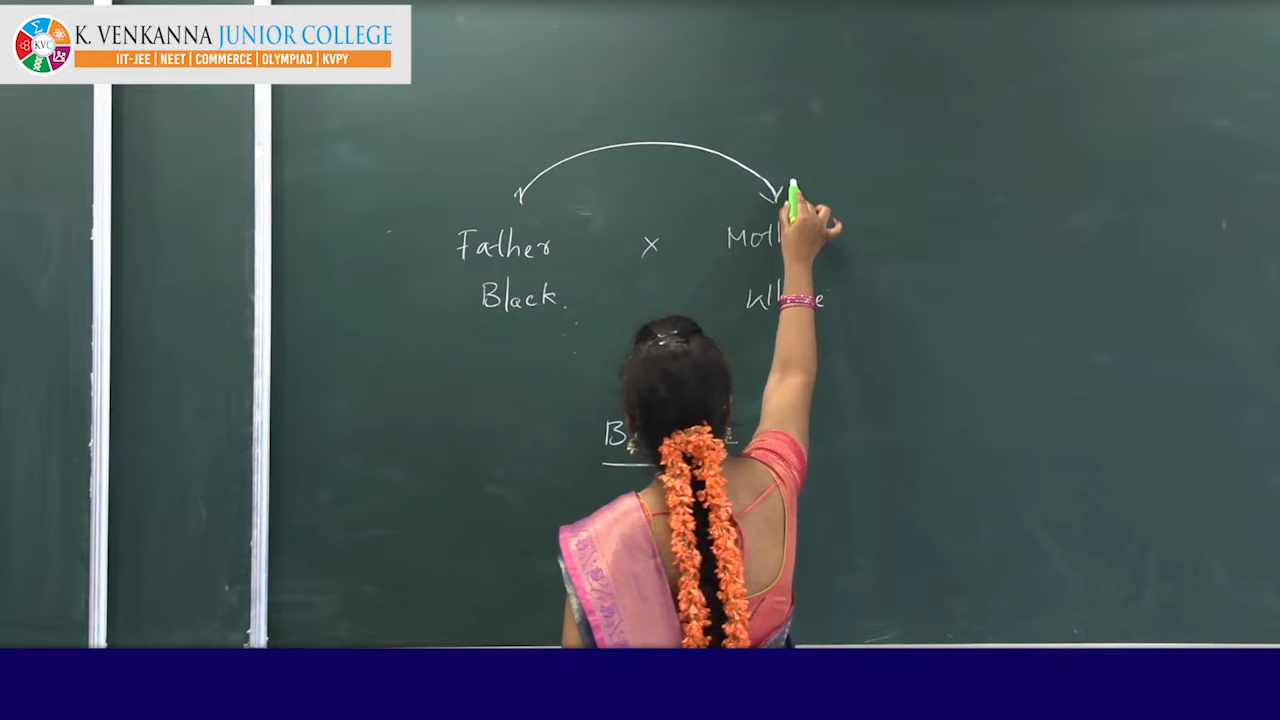 KVC
K. VENKANNA JUNIOR COLLEGE
IIT-JEE | NEET | COMMERCE | OLYMPIAD | KVPY
Father ×
Black.